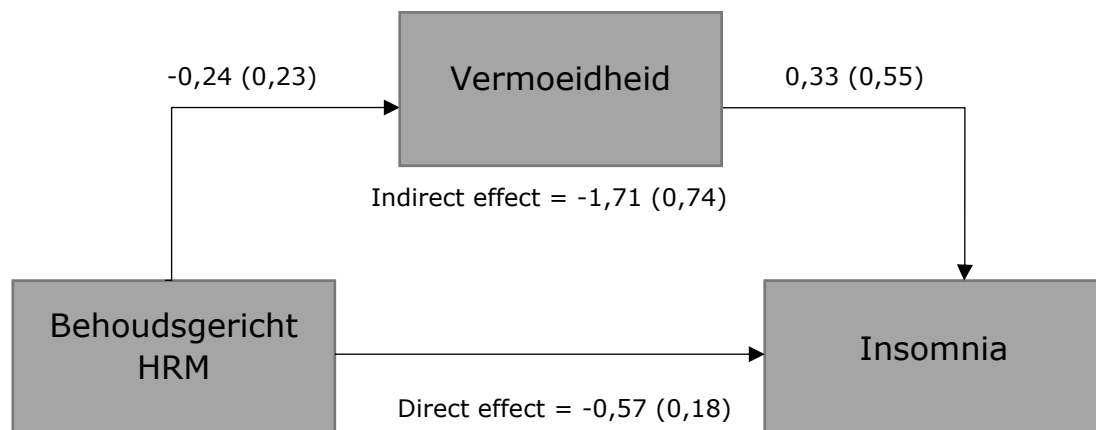 -0,24 (0,23)
Vermoeidheid
0,33 (0,55)
Indirect effect = -1,71 (0,74)
Behoudsgericht
HRM
Insomnia
Direct effect = -0,57 (0,18)